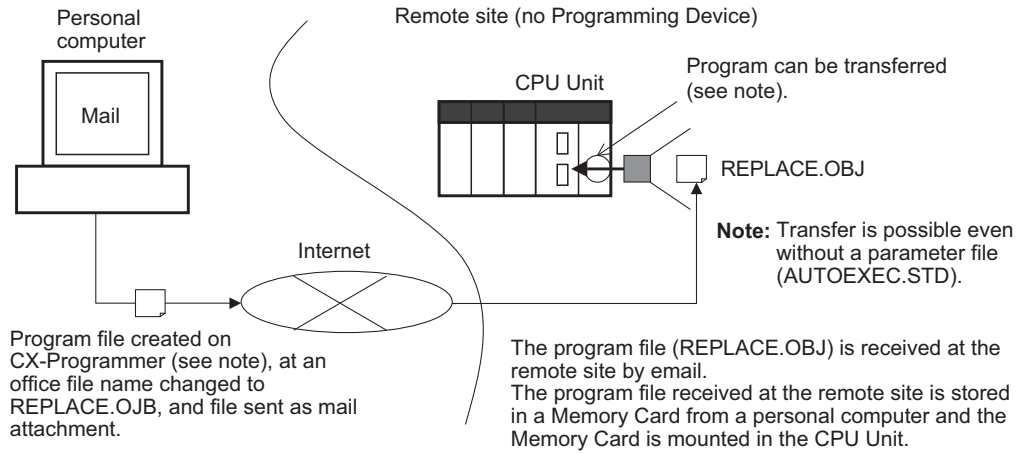 Personal
computer
Mail
Remote site (no Programming Device)
CPU Unit
Program can be transferred
(see note).
REPLACE.OBJ
Note: Transfer is possible even
without a parameter file
(AUTOEXEC.STD).
Internet
Program file created on
CX-Programmer (see note), at an
office file name changed to
REPLACE.OJB, and file sent as mail
attachment.
The program file (REPLACE.OBJ) is received at the
remote site by email.
The program file received at the remote site is stored
in a Memory Card from a personal computer and the
Memory Card is mounted in the CPU Unit.